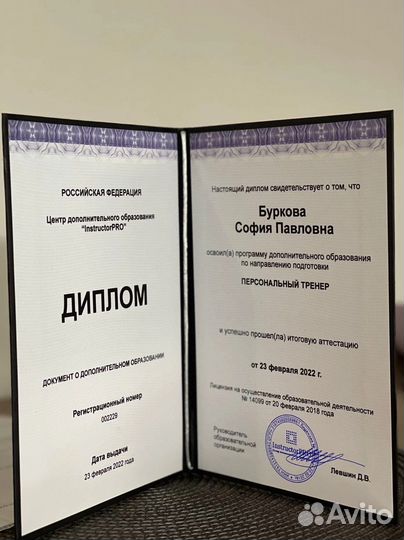 РОССИЙСКАЯ ФЕДЕРАЦИЯ
Центр дополнительного образования
"InstructorPRO"
ДИПЛОМ
ДОКУМЕНТ О ДОПОЛНИТЕЛЬНОМ ОБРАЗОВАНИИ
Регистрационный номер
002229
Дата выдачи
23 февраля 2022 года
Настоящий диплом свидетельствует о том, что
Буркова
София Павловна
освоил(а) программу дополнительного образования
по направлению подготовки
ПЕРСОНАЛЬНЫЙ ТРЕНЕР
и успешно прошел(ла) итоговую аттестацию
от 23 февраля 2022 г.
Лицензия на осуществление образовательной деятельности
№ 14099 от 20 февраля 2018 года
Руководитель
образовательной
организации
Instructor
Левшин Д.В.
Avito